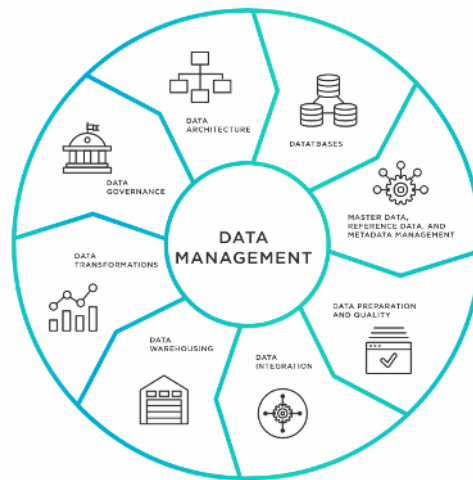 DATA
ARCHITECTURE
DATATBASES
MASTER DATA,
REFERENCE DATA, AND
METADATA MANAGEMENT
DATA PREPARATION
AND QUALITY
DATA
INTEGRATION
DATA
WAREHOUSING
DATA
TRANSFORMATIONS
DATA
GOVERNANCE
DATA
MANAGEMENT